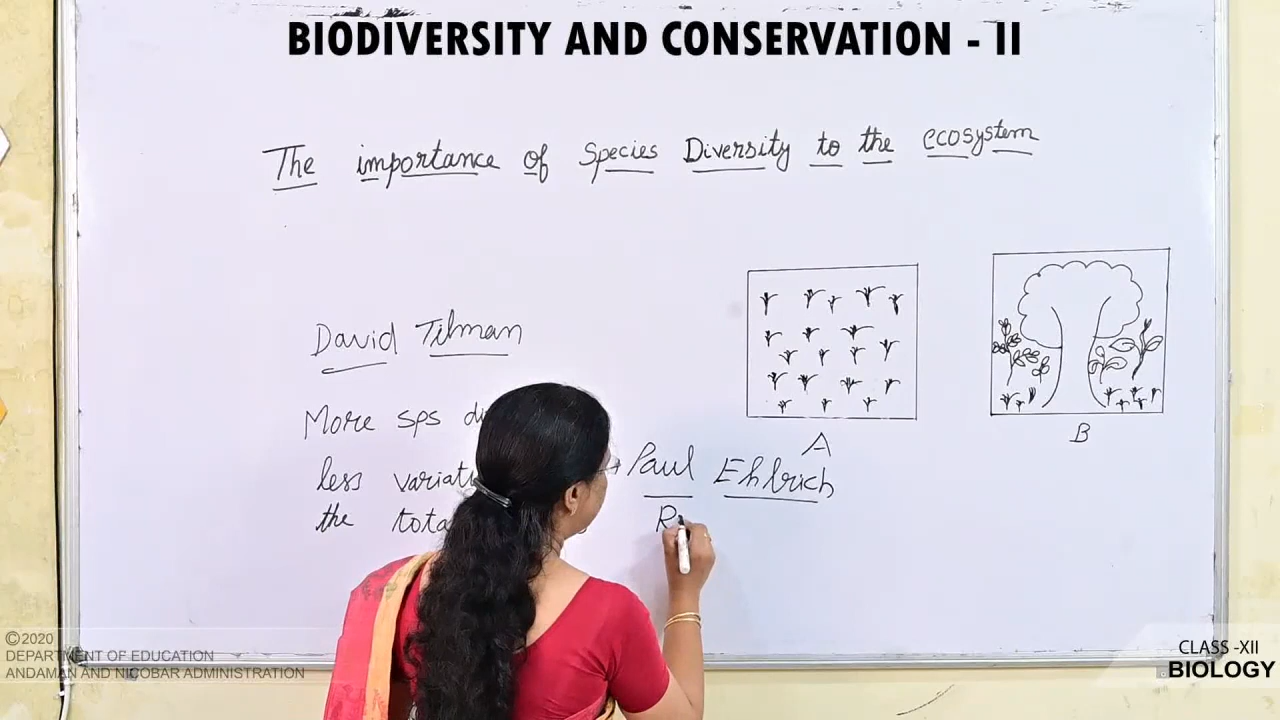 BIODIVERSITY AND CONSERVATION - II
The importance of Species Diversity to the ecosystem
David Tilman
More sps
less
the
A
B
Paul Ehlrich
©2020
DEPARTMENT OF EDUCATION
ANDAMAN AND NICOBAR ADMINISTRATION
CLASS -XII
BIOLOGY